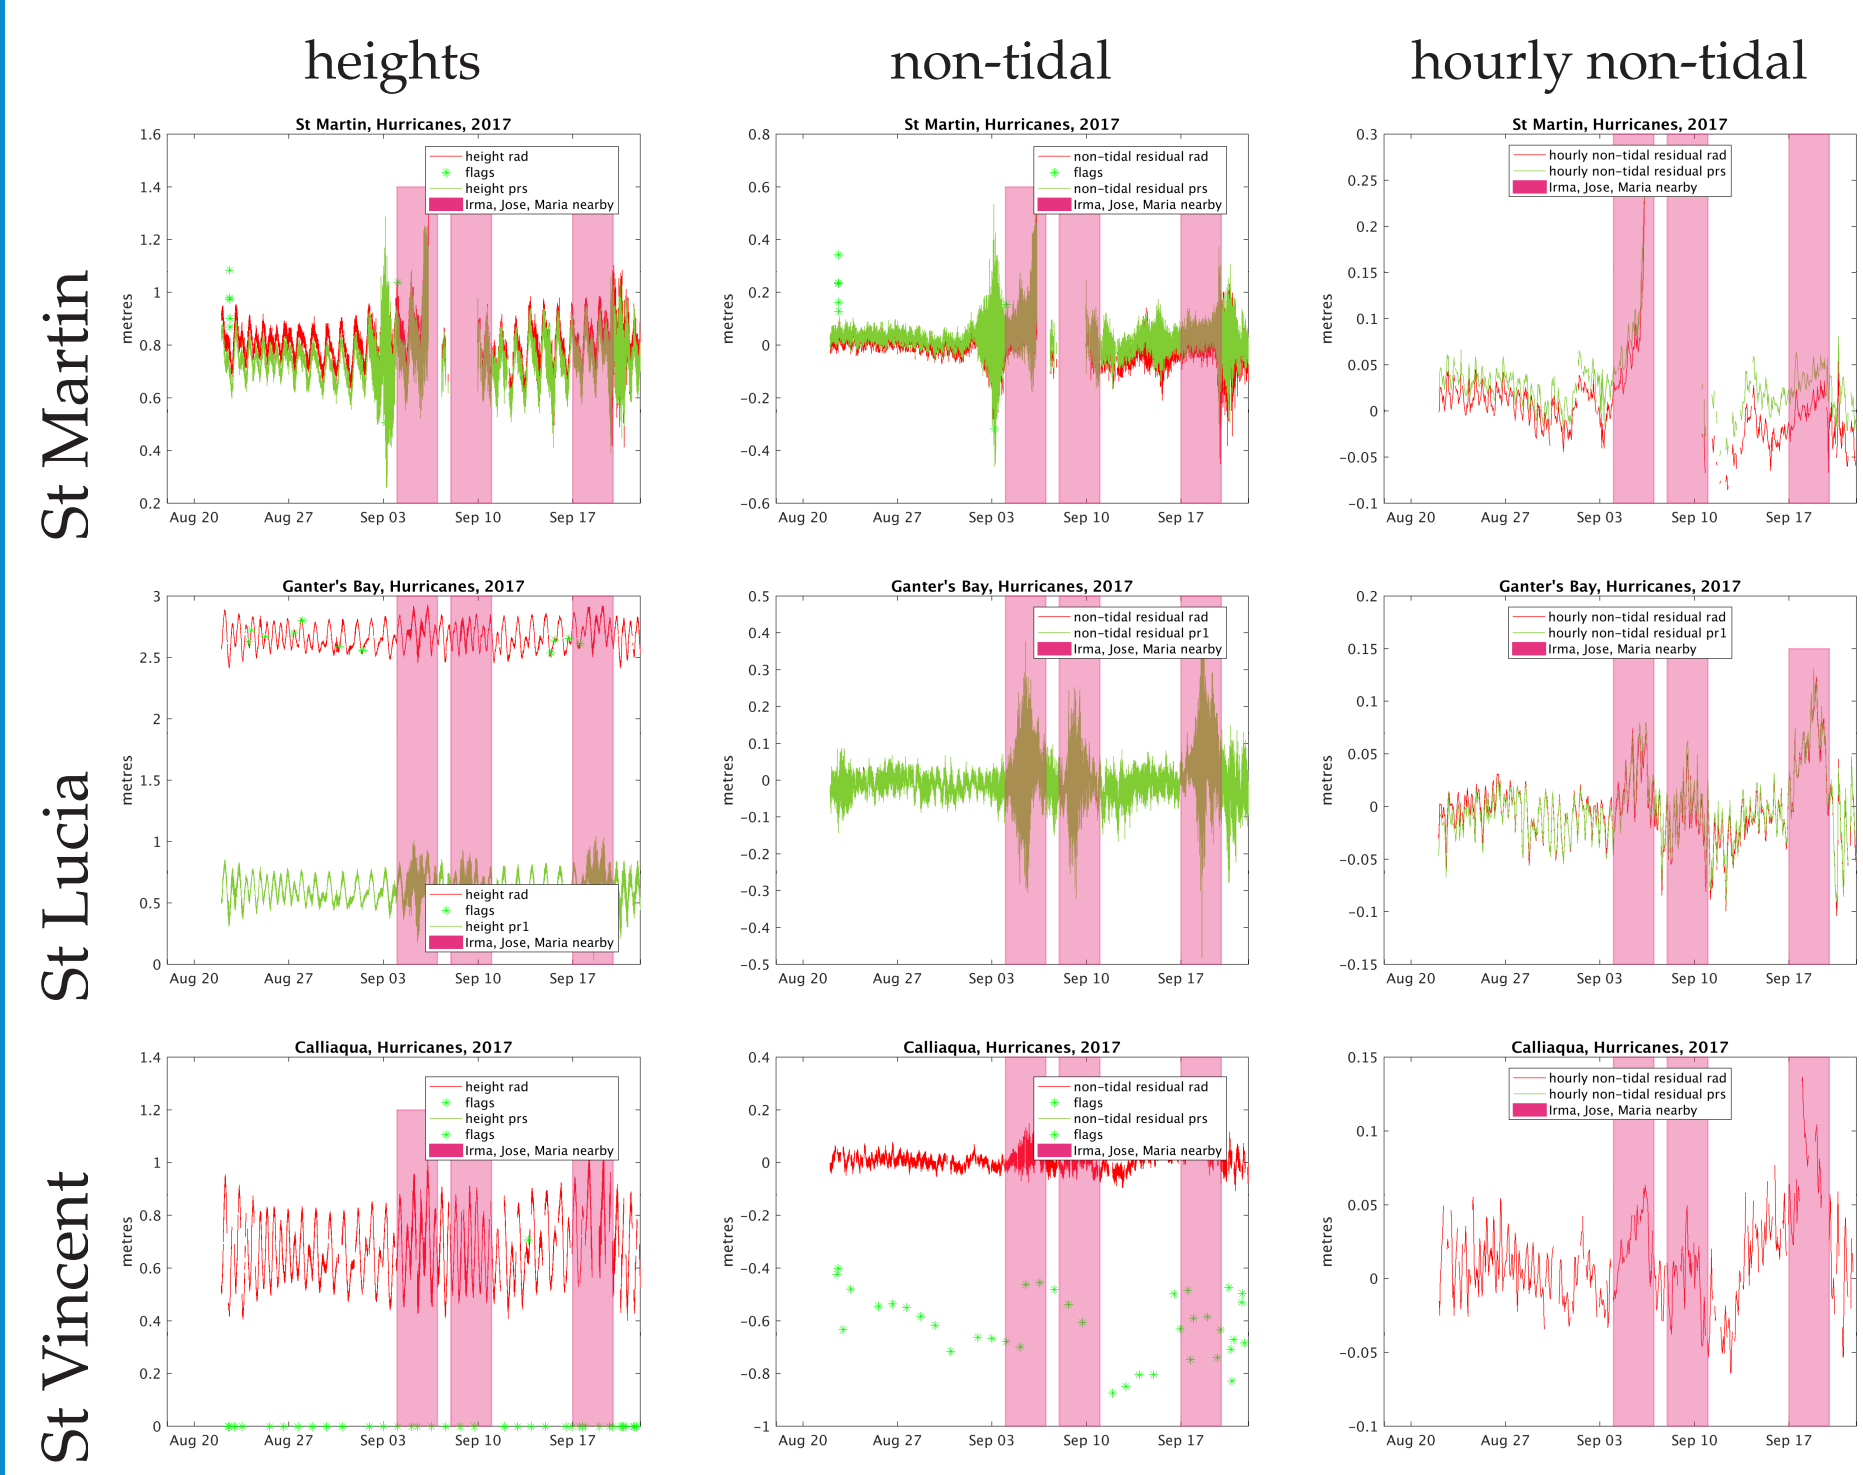 heights
non-tidal
hourly non-tidal
St Martin
St Martin, Hurricanes, 2017
1.6
1.4
1.2
1
0.8
0.6
0.4
0.2
metres
height rad
flags
height prs
Irma, Jose, Maria nearby
Aug 20
Aug 27
Sep 03
Sep 10
Sep 17
St Martin, Hurricanes, 2017
0.8
0.6
0.4
0.2
0
−0.2
−0.4
−0.6
metres
non-tidal residual rad
flags
non-tidal residual prs
Irma, Jose, Maria nearby
Aug 20
Aug 27
Sep 03
Sep 10
Sep 17
St Martin, Hurricanes, 2017
0.3
0.25
0.2
0.15
0.1
0.05
0
−0.05
−0.1
metres
hourly non-tidal residual rad
hourly non-tidal residual prs
Irma, Jose, Maria nearby
Aug 20
Aug 27
Sep 03
Sep 10
Sep 17
St Lucia
Ganter's Bay, Hurricanes, 2017
3
2.5
2
1.5
1
0.5
0
metres
height rad
flags
height pr1
Irma, Jose, Maria nearby
Aug 20
Aug 27
Sep 03
Sep 10
Sep 17
Ganter's Bay, Hurricanes, 2017
0.5
0.4
0.3
0.2
0.1
0
−0.1
−0.2
−0.3
−0.4
−0.5
metres
non-tidal residual rad
non-tidal residual pr1
Irma, Jose, Maria nearby
Aug 20
Aug 27
Sep 03
Sep 10
Sep 17
Ganter's Bay, Hurricanes, 2017
0.2
0.15
0.1
0.05
0
−0.05
−0.1
−0.15
metres
hourly non-tidal residual rad
hourly non-tidal residual pr1
Irma, Jose, Maria nearby
Aug 20
Aug 27
Sep 03
Sep 10
Sep 17
St Vincent
Calliaqua, Hurricanes, 2017
1.4
1.2
1
0.8
0.6
0.4
0.2
0
metres
height rad
flags
height prs
flags
Irma, Jose, Maria nearby
Aug 20
Aug 27
Sep 03
Sep 10
Sep 17
Calliaqua, Hurricanes, 2017
0.4
0.2
0
−0.2
−0.4
−0.6
−0.8
−1
metres
non-tidal residual rad
flags
non-tidal residual prs
flags
Irma, Jose, Maria nearby
Aug 20
Aug 27
Sep 03
Sep 10
Sep 17
Calliaqua, Hurricanes, 2017
0.15
0.1
0.05
0
−0.05
−0.1
metres
hourly non-tidal residual rad
hourly non-tidal residual prs
Irma, Jose, Maria nearby
Aug 20
Aug 27
Sep 03
Sep 10
Sep 17